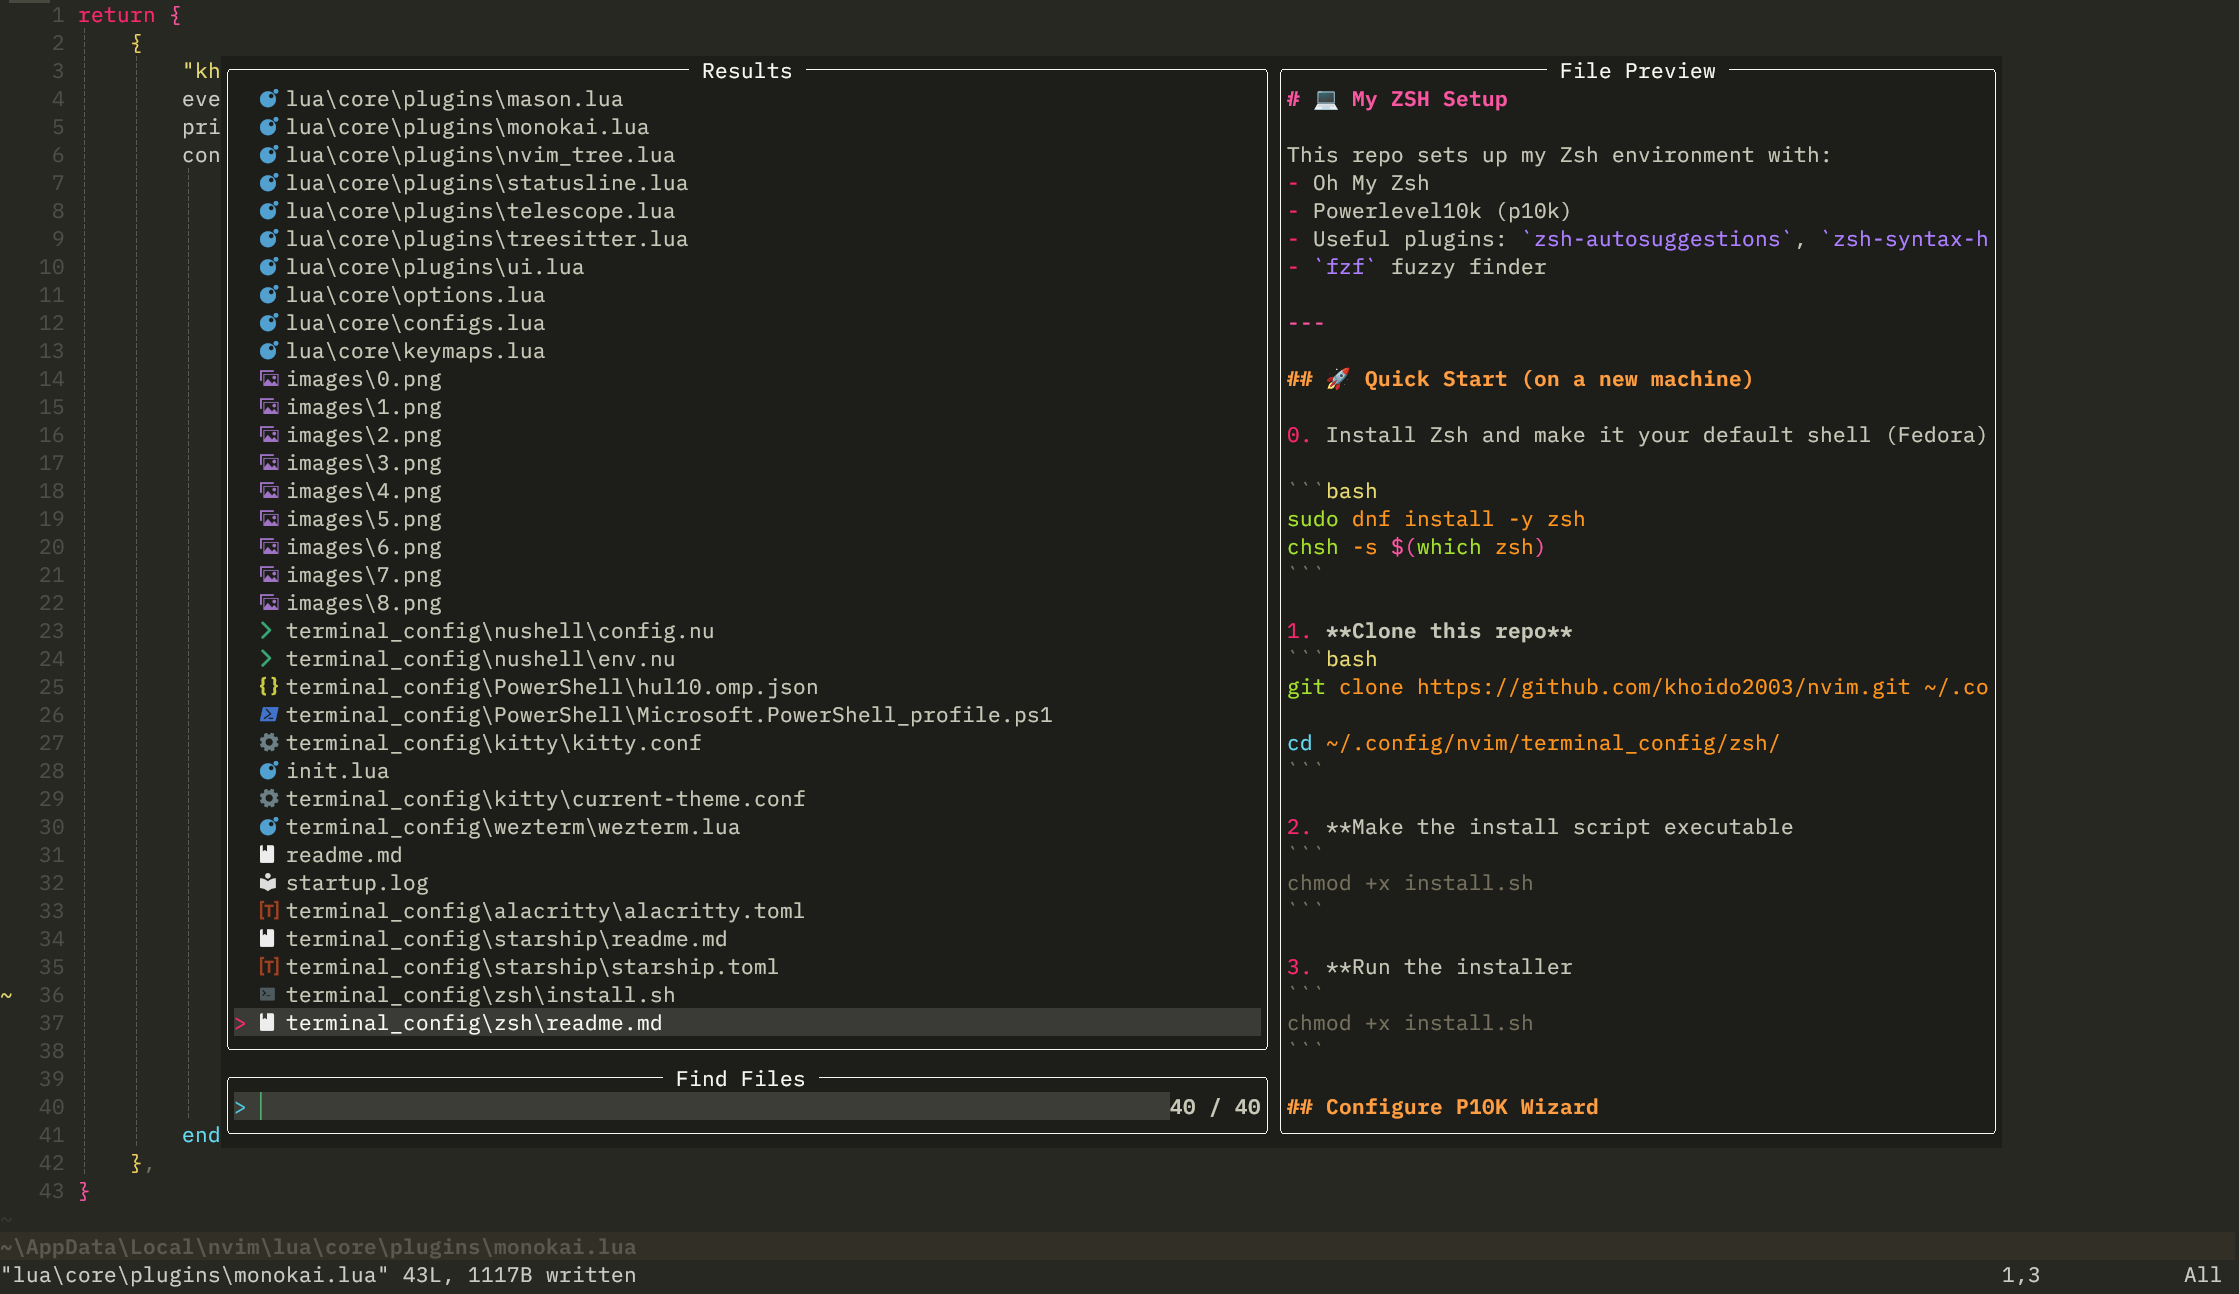 1 return {
2 {
3 "kh
4 eve
5 pri
6 con
7
8
9
10
11
12
13
14
15
16
17
18
19
20
21
22
23
24
25
26
27
28
29
30
31
32
33
34
35
~ 36
37
38
39
40
41 end
42 },
43 }
~
Results
lua\core\plugins\mason.lua
lua\core\plugins\monokai.lua
lua\core\plugins\nvim_tree.lua
lua\core\plugins\statusline.lua
lua\core\plugins\telescope.lua
lua\core\plugins\treesitter.lua
lua\core\plugins\ui.lua
lua\core\options.lua
lua\core\configs.lua
lua\core\keymaps.lua
images\0.png
images\1.png
images\2.png
images\3.png
images\4.png
images\5.png
images\6.png
images\7.png
images\8.png
terminal_config\nushell\config.nu
terminal_config\nushell\env.nu
terminal_config\PowerShell\hul10.omp.json
terminal_config\PowerShell\Microsoft.PowerShell_profile.ps1
terminal_config\kitty\kitty.conf
init.lua
terminal_config\kitty\current-theme.conf
terminal_config\wezterm\wezterm.lua
readme.md
startup.log
terminal_config\alacritty\alacritty.toml
terminal_config\starship\readme.md
terminal_config\starship\starship.toml
terminal_config\zsh\install.sh
> terminal_config\zsh\readme.md
Find Files
> 40 / 40
File Preview
# 💻 My ZSH Setup
This repo sets up my Zsh environment with:
- Oh My Zsh
- Powerlevel10k (p10k)
- Useful plugins: `zsh-autosuggestions`, `zsh-syntax-h
- `fzf` fuzzy finder
---
## 🚀 Quick Start (on a new machine)
0. Install Zsh and make it your default shell (Fedora)
```bash
sudo dnf install -y zsh
chsh -s $(which zsh)
```
1. **Clone this repo**
```bash
git clone https://github.com/khoido2003/nvim.git ~/.co
cd ~/.config/nvim/terminal_config/zsh/
```
2. **Make the install script executable
```
chmod +x install.sh
```
3. **Run the installer
```
chmod +x install.sh
```
## Configure P10K Wizard
~\AppData\Local\nvim\lua\core\plugins\monokai.lua
"lua\core\plugins\monokai.lua" 43L, 1117B written 1,3 All